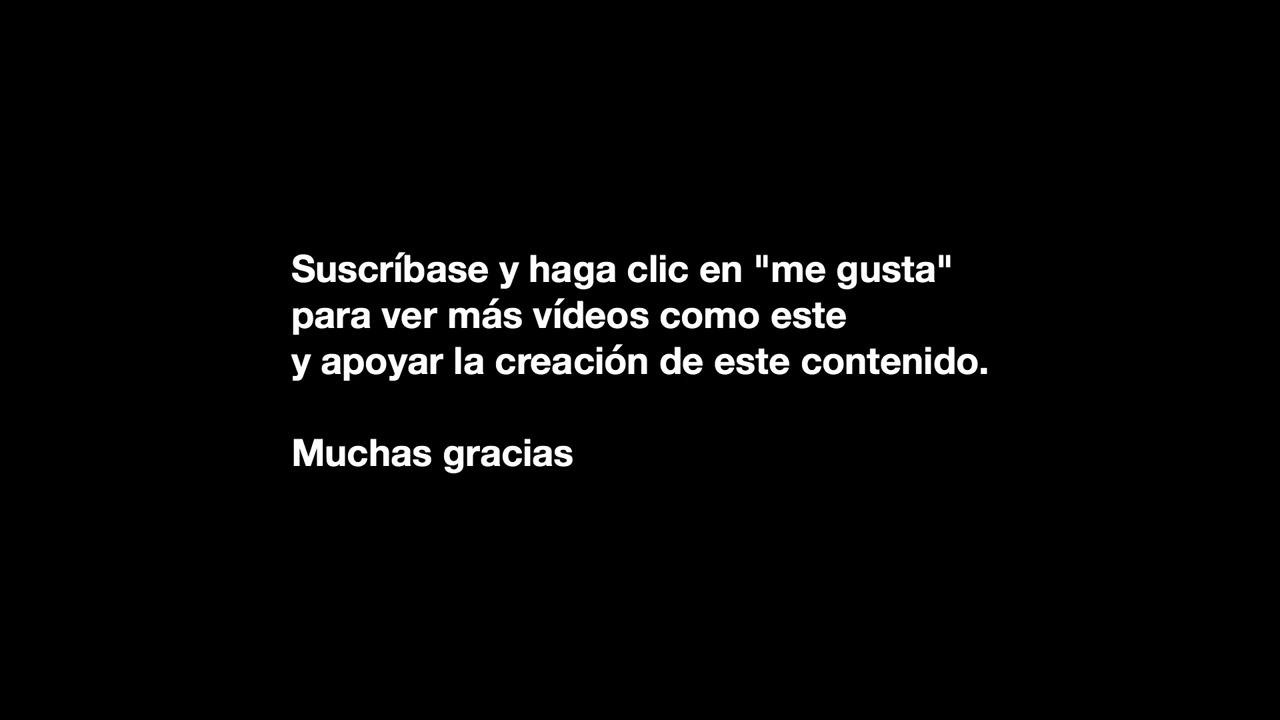 Suscríbase y haga clic en "me gusta"
para ver más vídeos como este
y apoyar la creación de este contenido.
Muchas gracias